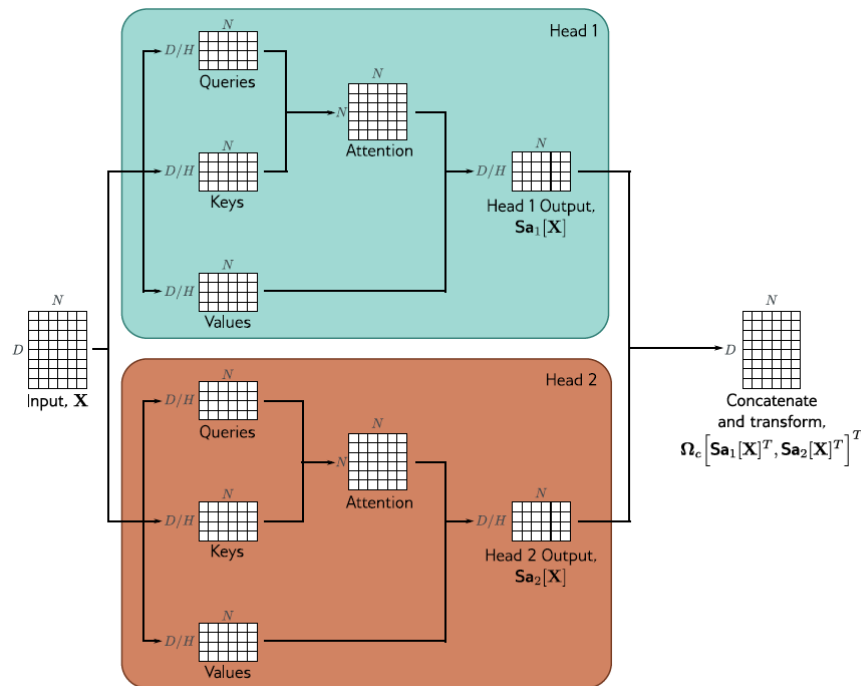 Head 1
N
D/H
Queries
N
N
Attention
N
D/H
Keys
N
D/H
Head 1 Output,
Sa₁[X]
N
D/H
Values
N
D
Input, X
Head 2
N
D/H
Queries
N
N
Attention
N
D/H
Keys
N
D/H
Head 2 Output,
Sa₂[X]
N
D/H
Values
N
D
Concatenate
and transform,
Ω_c[Sa₁[X]ᵀ, Sa₂[X]ᵀ]ᵀ